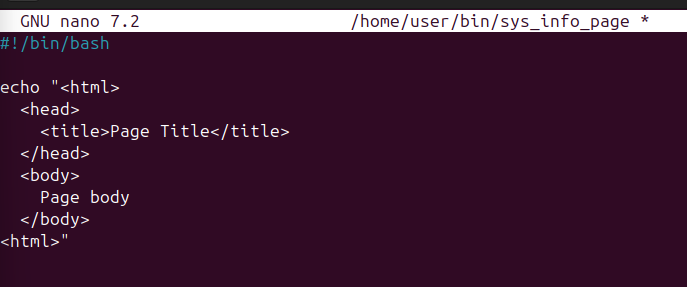 GNU nano 7.2 /home/user/bin/sys_info_page *
#!/bin/bash
echo "<html>
<head>
<title>Page Title</title>
</head>
<body>
Page body
</body>
<html>"